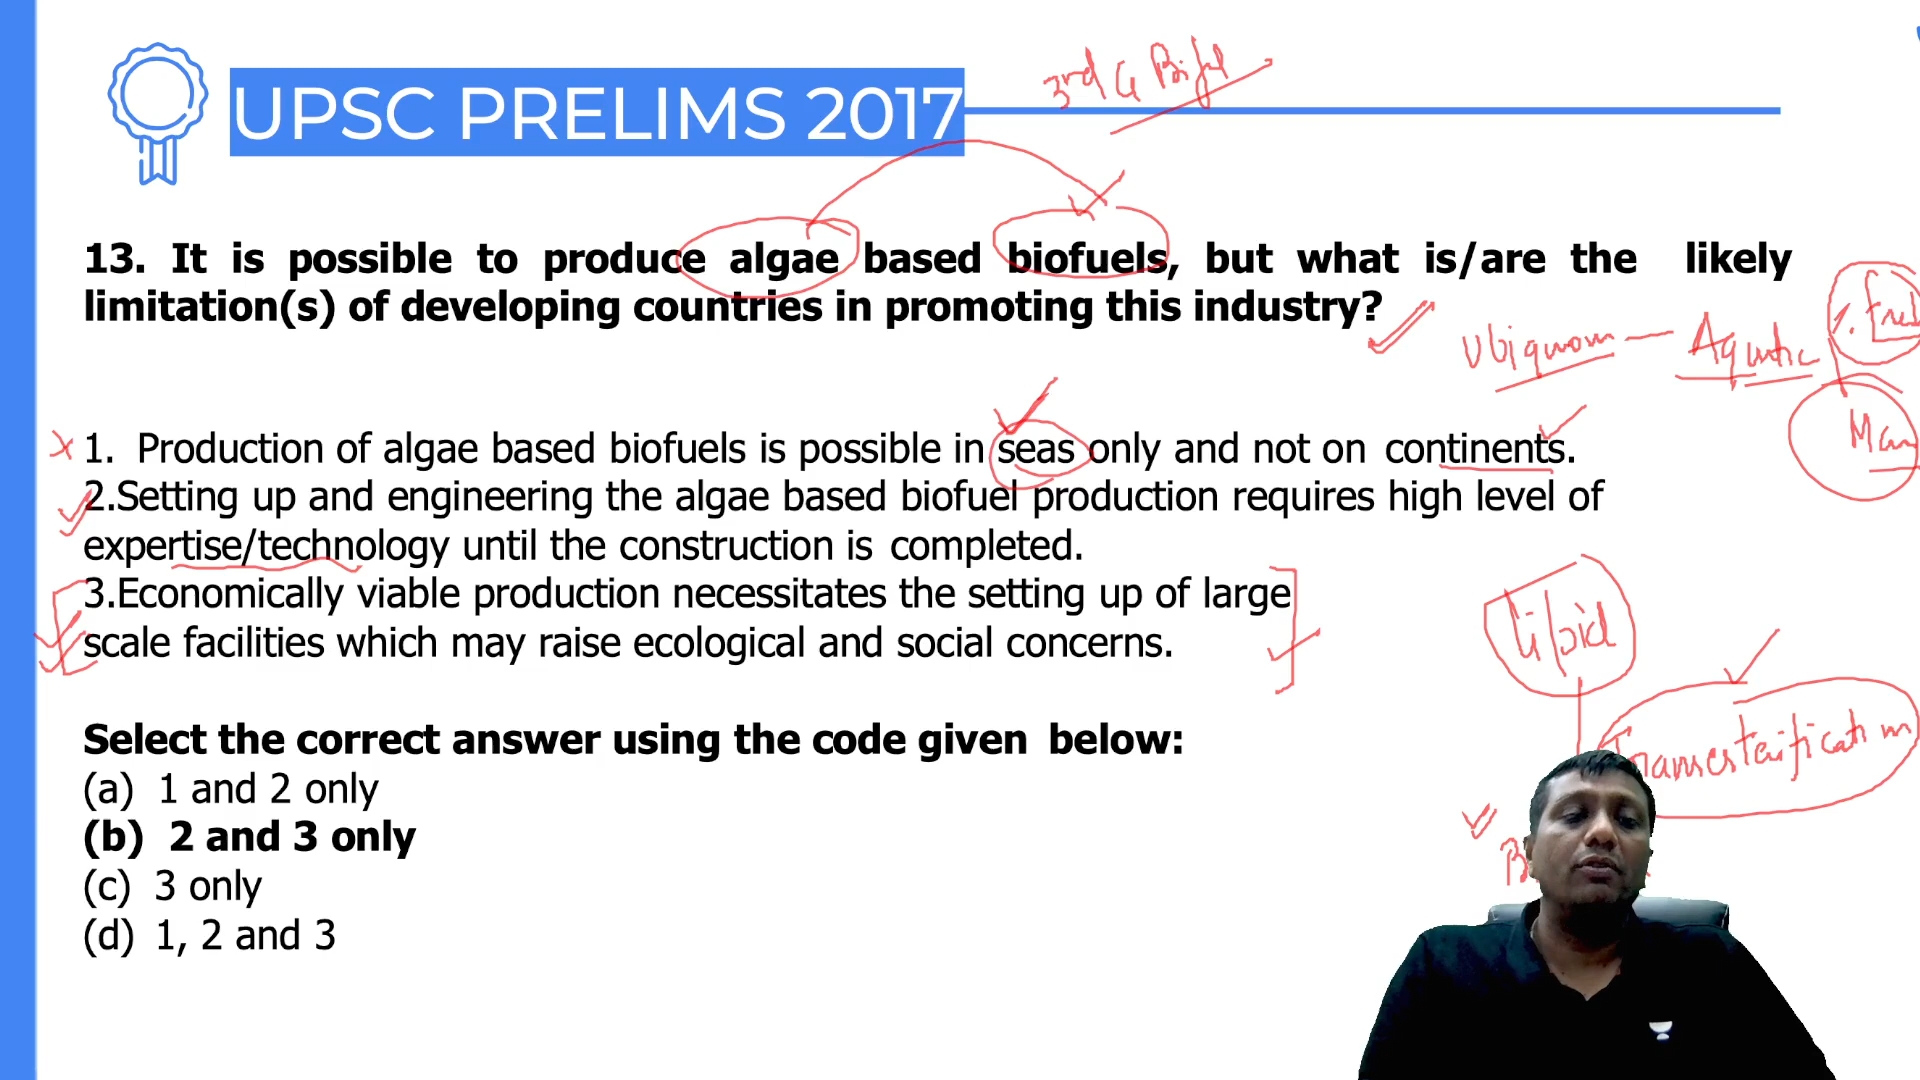 UPSC PRELIMS 2017
3rd G
13. It is possible to produce algae based biofuels, but what is/are the likely
limitation(s) of developing countries in promoting this industry?
Aquatic
1. Production of algae based biofuels is possible in seas only and not on continents.
2.Setting up and engineering the algae based biofuel production requires high level of
expertise/technology until the construction is completed.
3.Economically viable production necessitates the setting up of large
scale facilities which may raise ecological and social concerns.
Lipid
Select the correct answer using the code given below:
(a) 1 and 2 only
(b) 2 and 3 only
(c) 3 only
(d) 1, 2 and 3